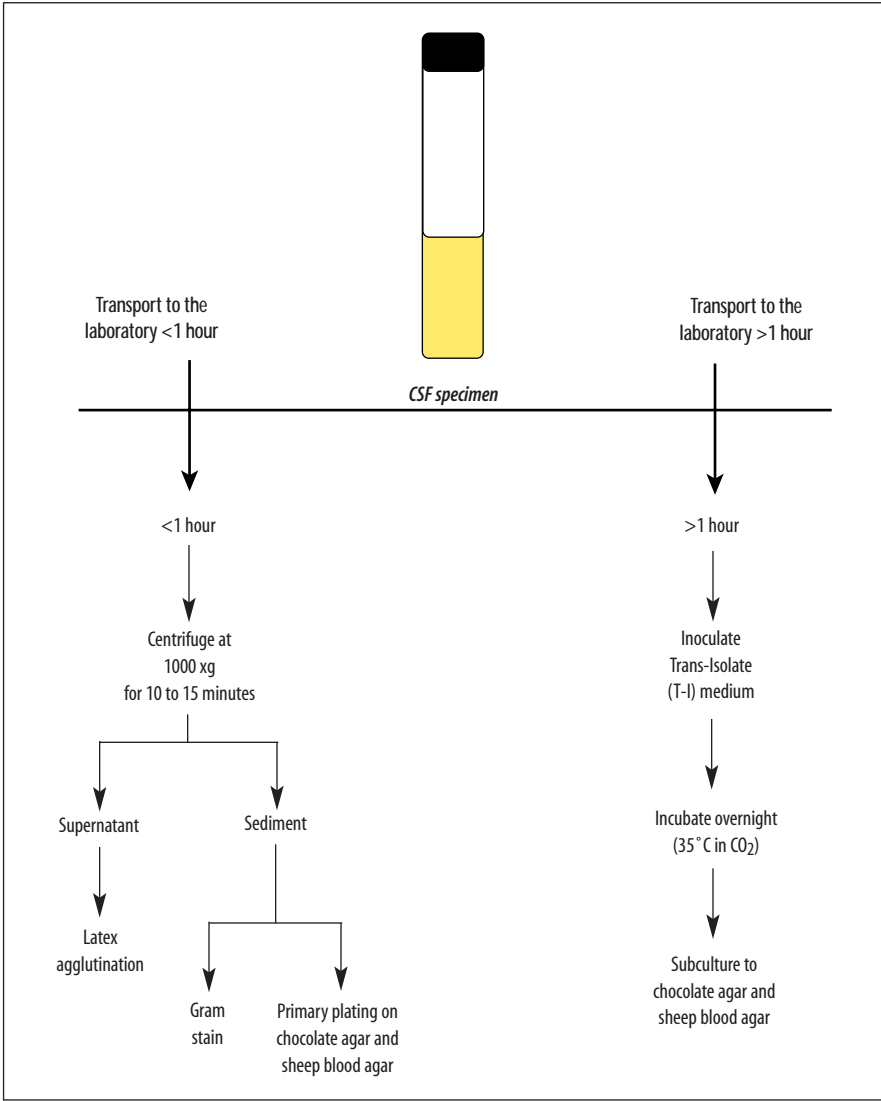 Transport to the
laboratory <1 hour
Transport to the
laboratory >1 hour
CSF specimen
<1 hour
>1 hour
Centrifuge at
1000 xg
for 10 to 15 minutes
Inoculate
Trans-Isolate
(T-I) medium
Supernatant
Sediment
Incubate overnight
(35˚C in CO2)
Latex
agglutination
Gram
stain
Primary plating on
chocolate agar and
sheep blood agar
Subculture to
chocolate agar and
sheep blood agar